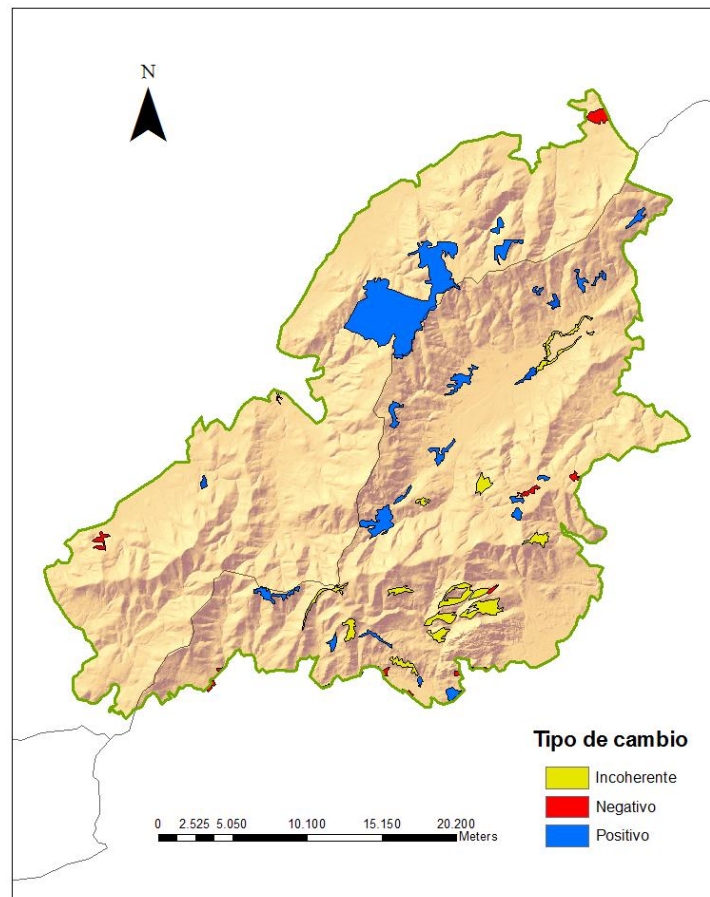 N
Tipo de cambio
Incoherente
Negativo
Positivo
0 2.525 5.050 10.100 15.150 20.200
Meters